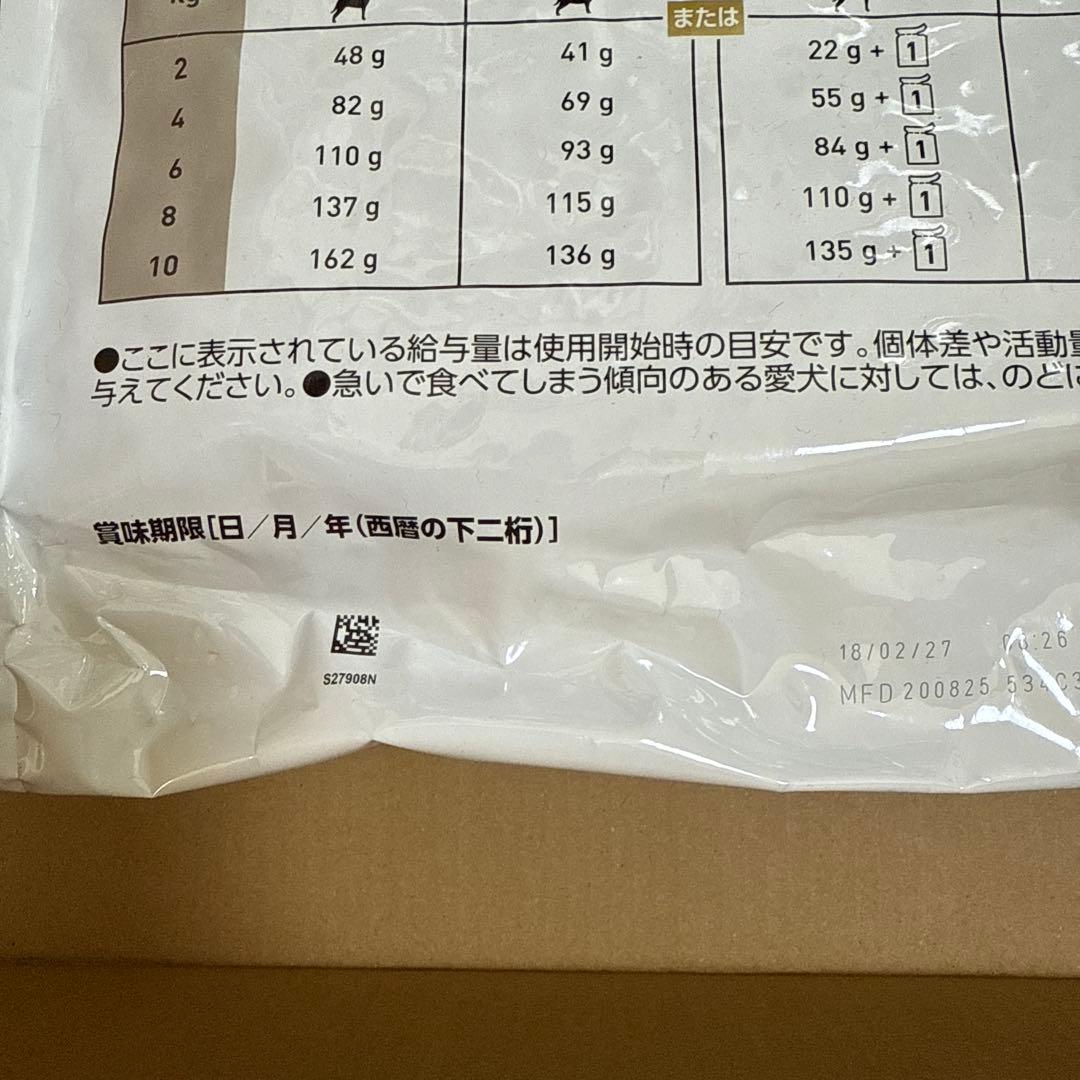 または
2 48 g 41 g 22 g + 1
4 82 g 69 g 55 g + 1
6 110 g 93 g 84 g + 1
8 137 g 115 g 110 g + 1
10 162 g 136 g 135 g + 1
●ここに表示されている給与量は使用開始時の目安です。個体差や活動量
与えてください。●急いで食べてしまう傾向のある愛犬に対しては、のどに
賞味期限[日/月/年(西暦の下二桁)]
S27908N
18/02/27
MFD 200825